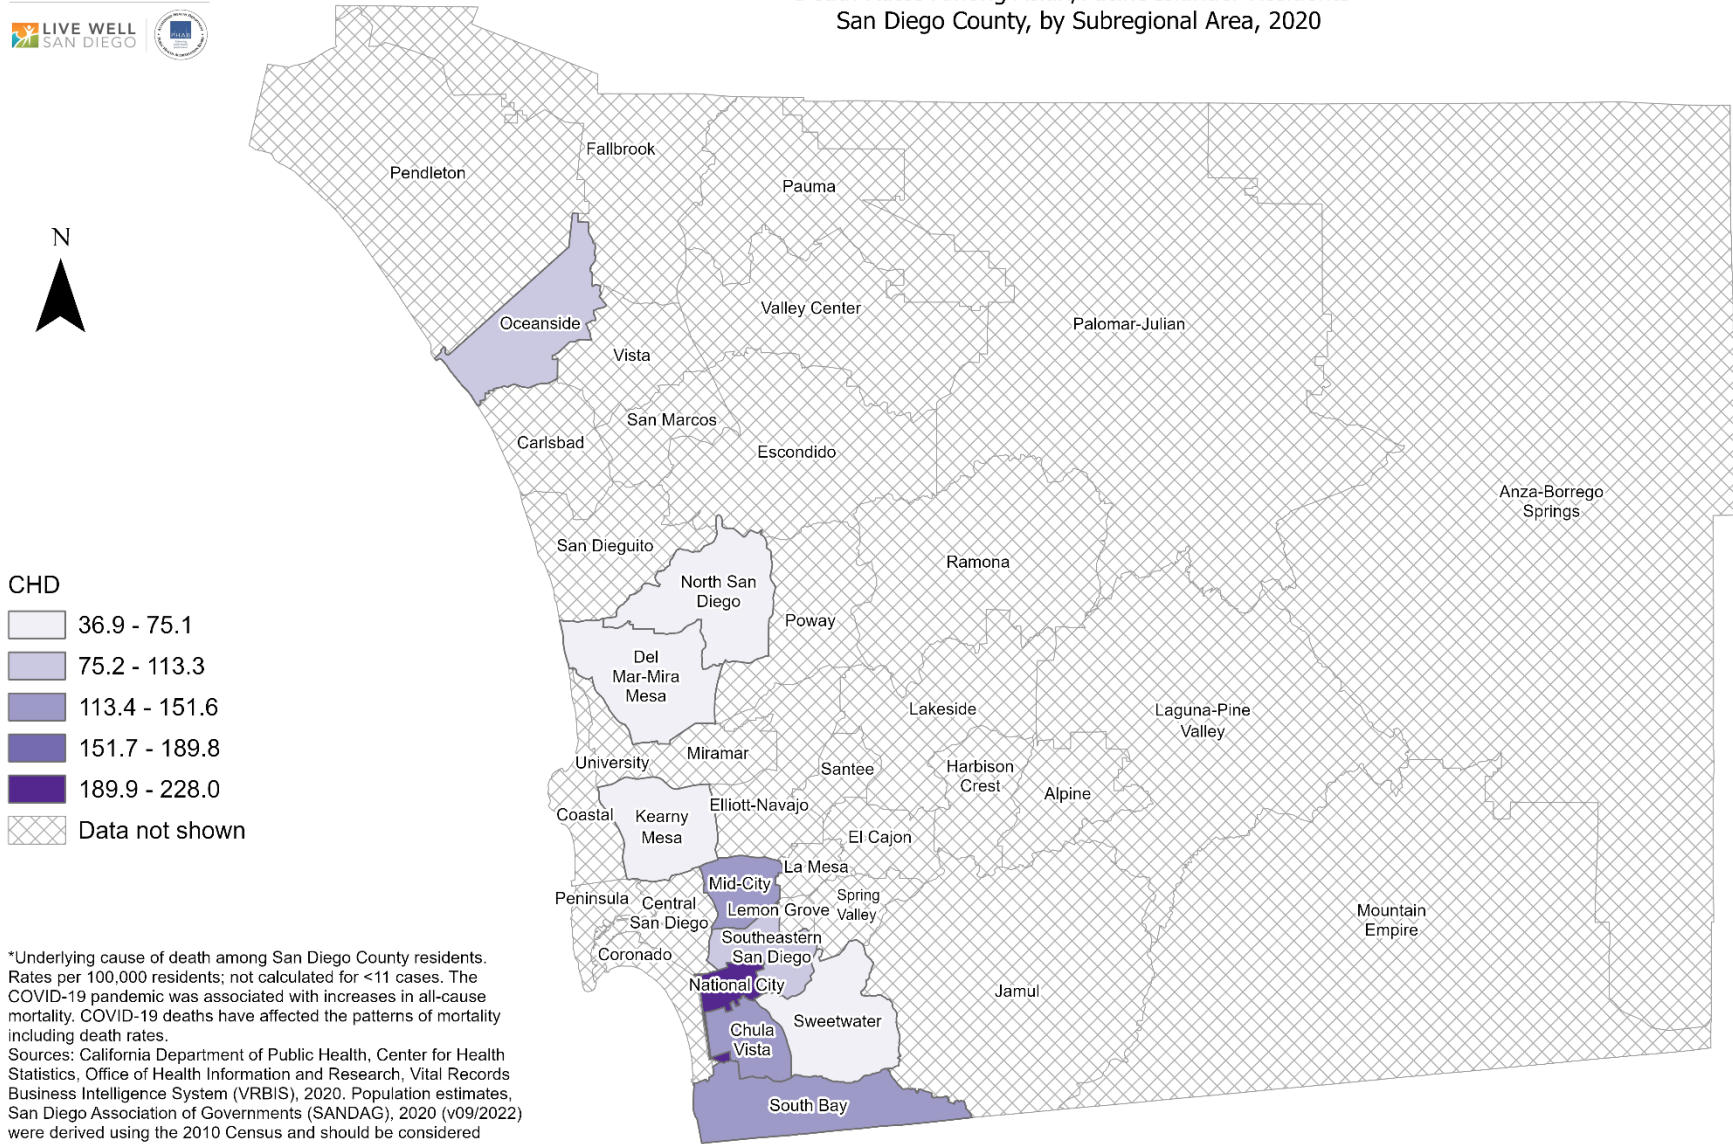 LIVE WELL
SAN DIEGO
PHAB
San Diego County, by Subregional Area, 2020
N
Pendleton
Fallbrook
Pauma
Oceanside
Valley Center
Palomar-Julian
Vista
San Marcos
Carlsbad
Escondido
Anza-Borrego
Springs
San Dieguito
North San
Diego
Ramona
Poway
Del
Mar-Mira
Mesa
Lakeside
Laguna-Pine
Valley
Miramar
University
Santee
Harbison
Crest
Alpine
Coastal
Kearny
Mesa
Elliott-Navajo
El Cajon
La Mesa
Mid-City
Peninsula
Central
San Diego
Lemon Grove
Spring
Valley
Mountain
Empire
Southeastern
San Diego
Coronado
National City
Jamul
Sweetwater
Chula
Vista
South Bay
CHD
36.9 - 75.1
75.2 - 113.3
113.4 - 151.6
151.7 - 189.8
189.9 - 228.0
Data not shown
*Underlying cause of death among San Diego County residents.
Rates per 100,000 residents; not calculated for <11 cases. The
COVID-19 pandemic was associated with increases in all-cause
mortality. COVID-19 deaths have affected the patterns of mortality
including death rates.
Sources: California Department of Public Health, Center for Health
Statistics, Office of Health Information and Research, Vital Records
Business Intelligence System (VRBIS), 2020. Population estimates,
San Diego Association of Governments (SANDAG), 2020 (v09/2022)
were derived using the 2010 Census and should be considered